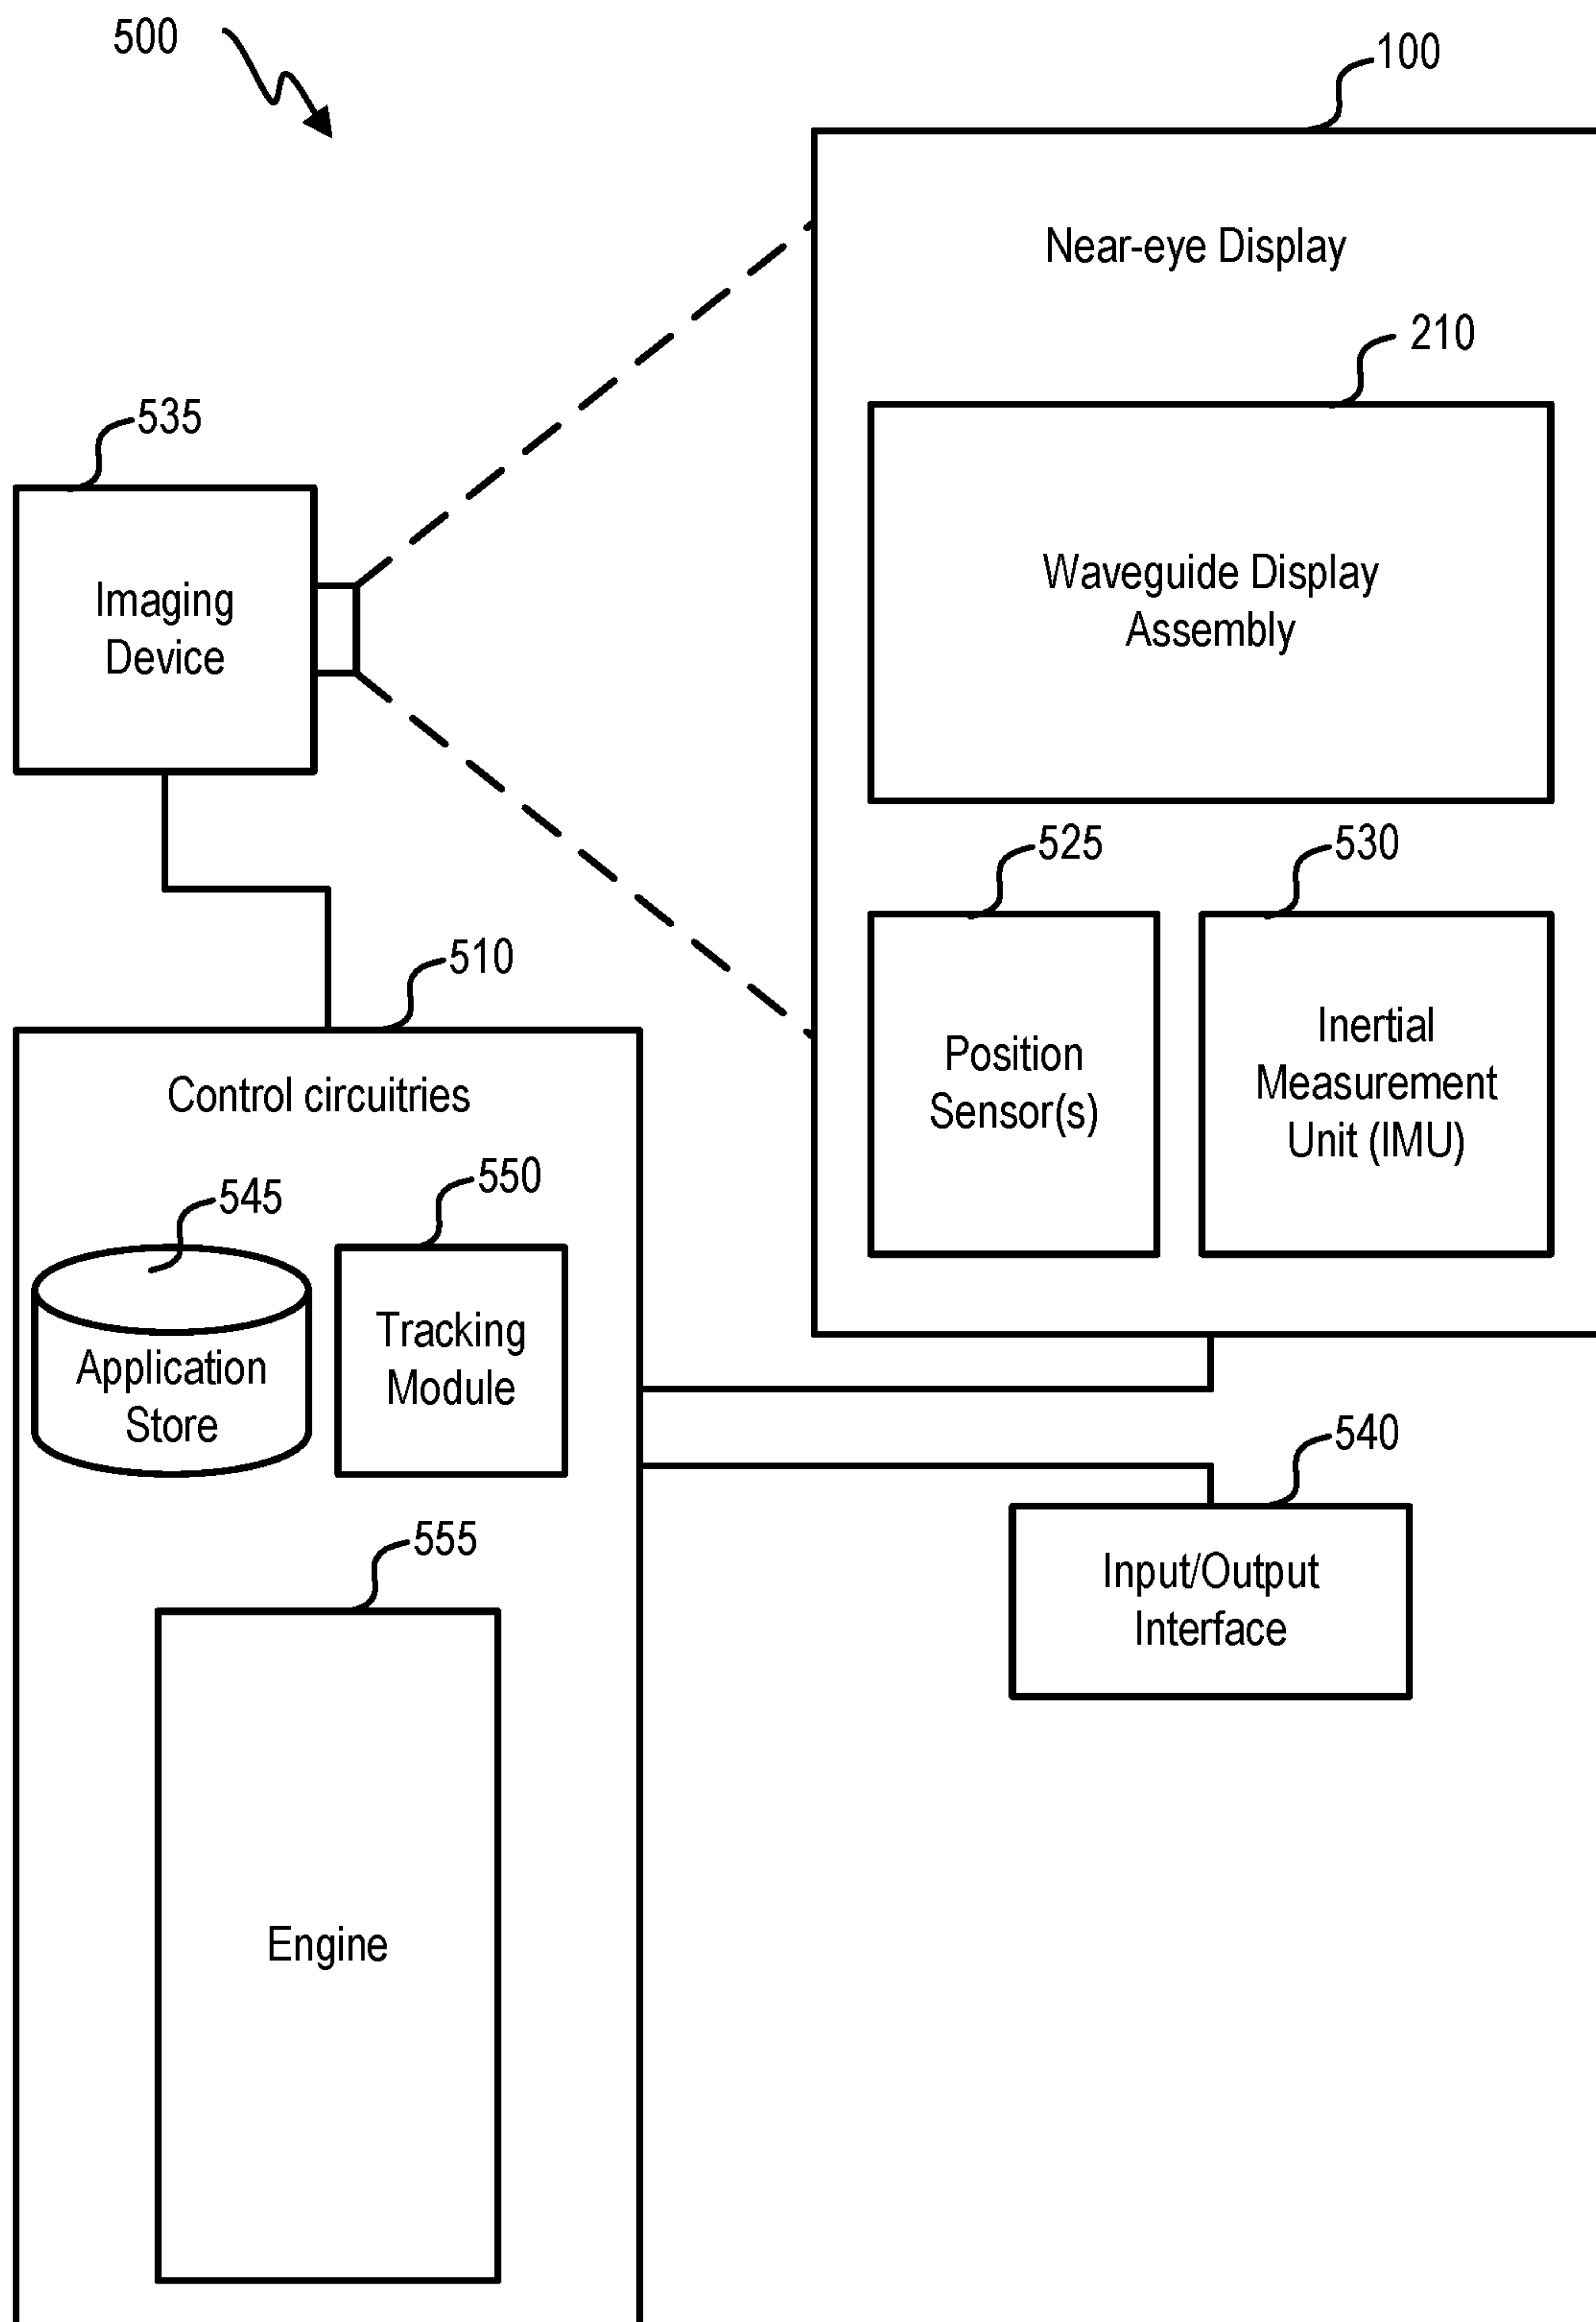 500
100
Near-eye Display
210
Waveguide Display
Assembly
535
Imaging
Device
525
530
Position
Sensor(s)
Inertial
Measurement
Unit (IMU)
510
Control circuitries
545
550
Application
Store
Tracking
Module
540
Input/Output
Interface
555
Engine